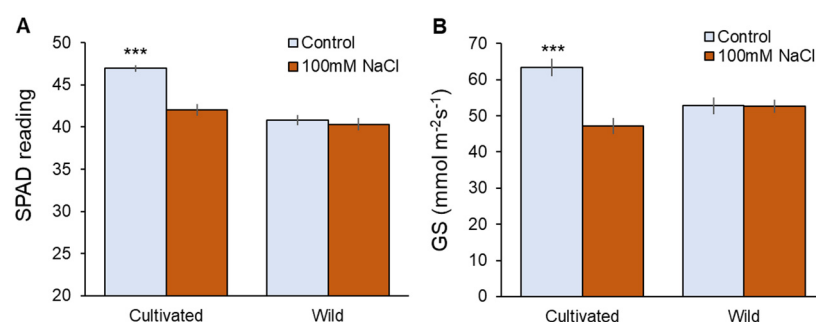 A
SPAD reading
50
45
40
35
30
25
20
***
Control
100mM NaCl
Cultivated
Wild
B
GS (mmol m⁻²s⁻¹)
70
60
50
40
30
20
10
0
***
Control
100mM NaCl
Cultivated
Wild